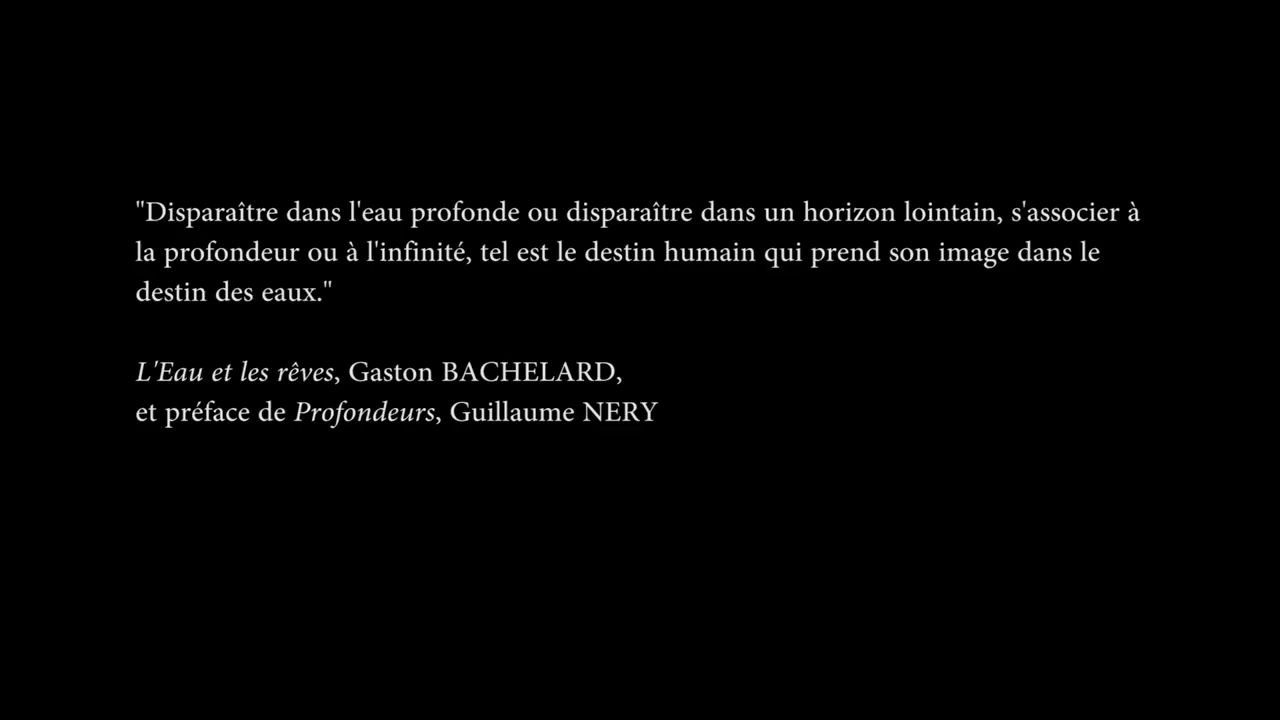 "Disparaître dans l'eau profonde ou disparaître dans un horizon lointain, s'associer à
la profondeur ou à l'infinité, tel est le destin humain qui prend son image dans le
destin des eaux."
L'Eau et les rêves, Gaston BACHELARD,
et préface de Profondeurs, Guillaume NERY